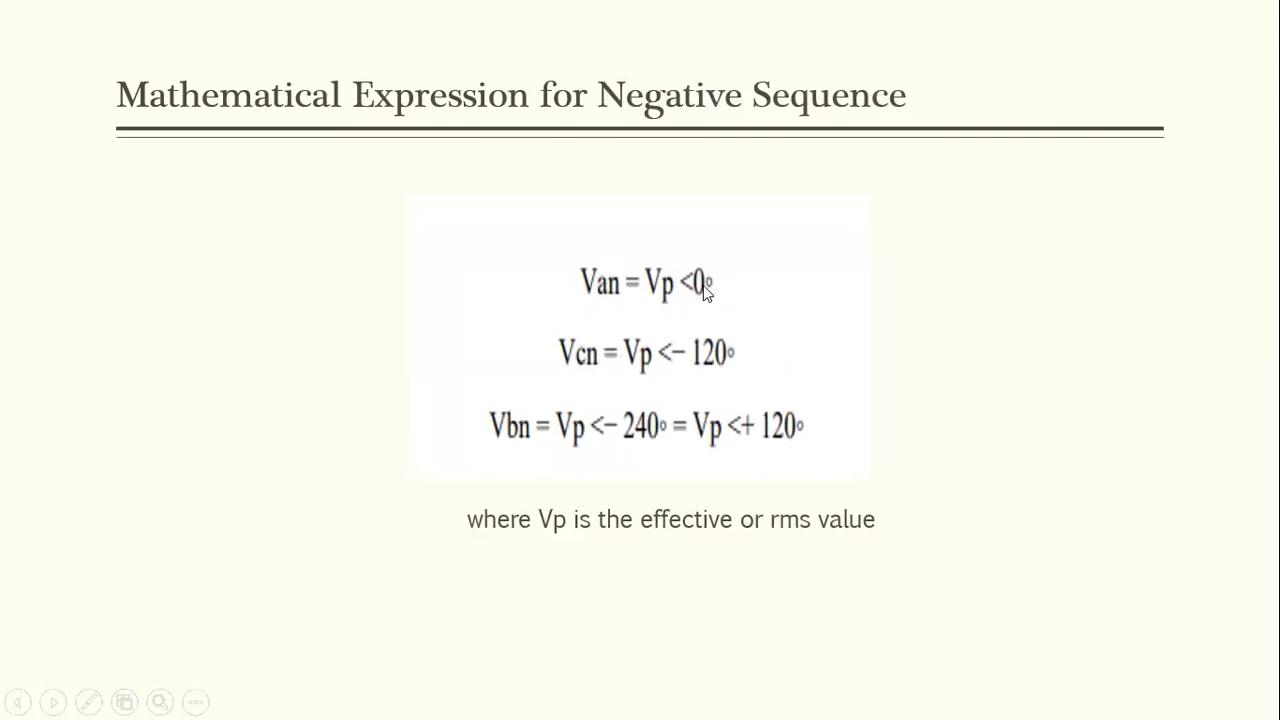 Mathematical Expression for Negative Sequence
Van = Vp <0°
Vcn = Vp <− 120°
Vbn = Vp <− 240° = Vp <+ 120°
where Vp is the effective or rms value